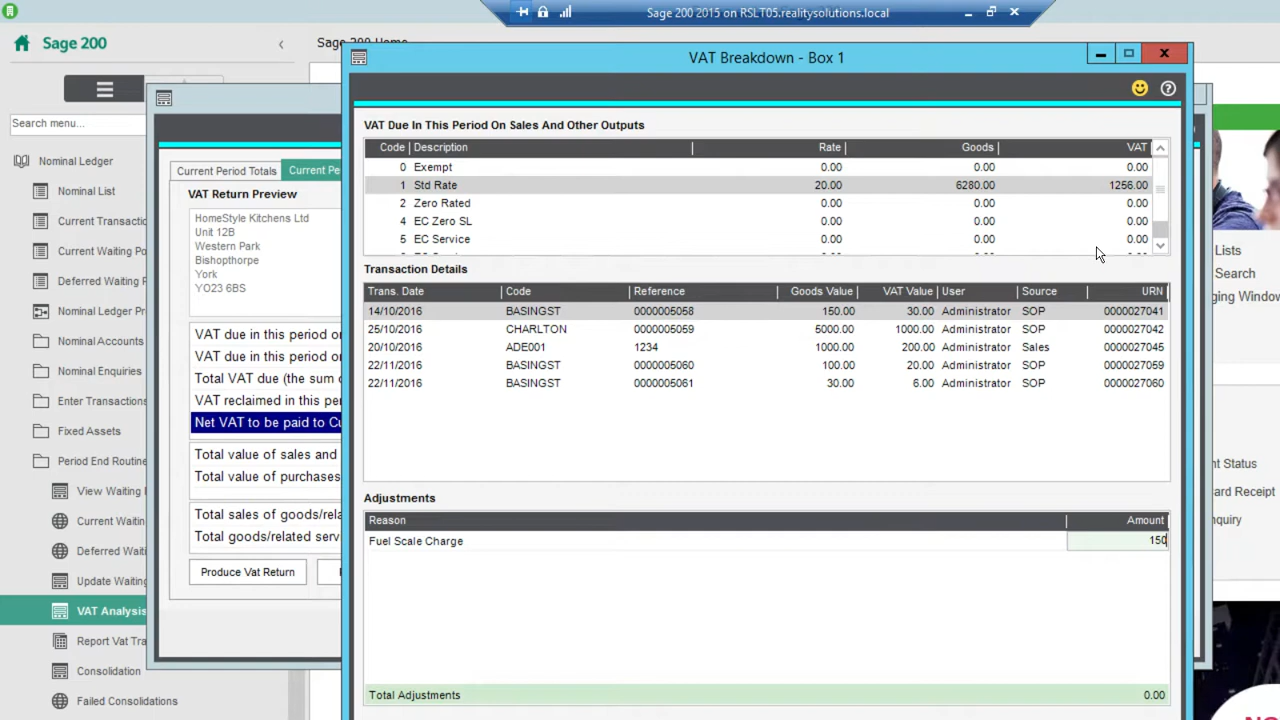 Sage 200 2015 on RSLT05.realitysolutions.local
Sage 200
Sage 200 Home
VAT Breakdown - Box 1
Search menu...
Nominal Ledger
Nominal List
Current Transactio
Current Waiting Po
Deferred Waiting P
Nominal Ledger Pr
Nominal Accounts
Nominal Enquiries
Enter Transactions
Fixed Assets
Period End Routine
View Waiting
Current Waitin
Deferred Waiti
Update Waiting
VAT Analysis
Report Vat Tra
Consolidation
Failed Consolidations
Current Period Totals
Current Pe
VAT Return Preview
HomeStyle Kitchens Ltd
Unit 12B
Western Park
Bishopthorpe
York
YO23 6BS
VAT due in this period o
VAT due in this period o
Total VAT due (the sum o
VAT reclaimed in this pe
Net VAT to be paid to Cu
Total value of sales and
Total value of purchases
Total sales of goods/rela
Total goods/related serv
Produce Vat Return
VAT Due In This Period On Sales And Other Outputs
Code Description Rate Goods VAT
0 Exempt 0.00 0.00 0.00
1 Std Rate 20.00 6280.00 1256.00
2 Zero Rated 0.00 0.00 0.00
4 EC Zero SL 0.00 0.00 0.00
5 EC Service 0.00 0.00 0.00
Transaction Details
Trans. Date Code Reference Goods Value VAT Value User Source URN
14/10/2016 BASINGST 0000005058 150.00 30.00 Administrator SOP 0000027041
25/10/2016 CHARLTON 0000005059 5000.00 1000.00 Administrator SOP 0000027042
20/10/2016 ADE001 1234 1000.00 200.00 Administrator Sales 0000027045
22/11/2016 BASINGST 0000005060 100.00 20.00 Administrator SOP 0000027059
22/11/2016 BASINGST 0000005061 30.00 6.00 Administrator SOP 0000027060
Adjustments
Reason Amount
Fuel Scale Charge 150
Total Adjustments 0.00
Lists
Search
ging Window
nt Status
ard Receipt
nquiry